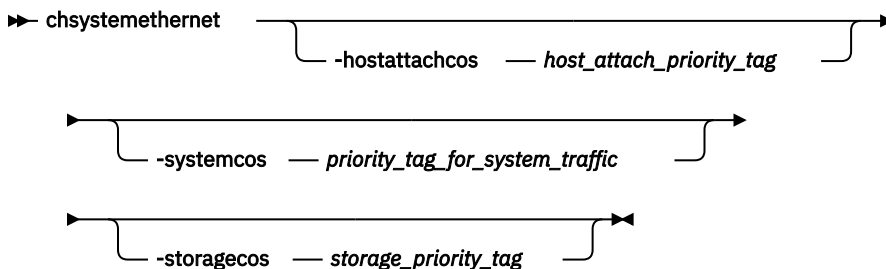 chsystemethernet
-hostattachcos host_attach_priority_tag
-systemcos priority_tag_for_system_traffic
-storagecos storage_priority_tag